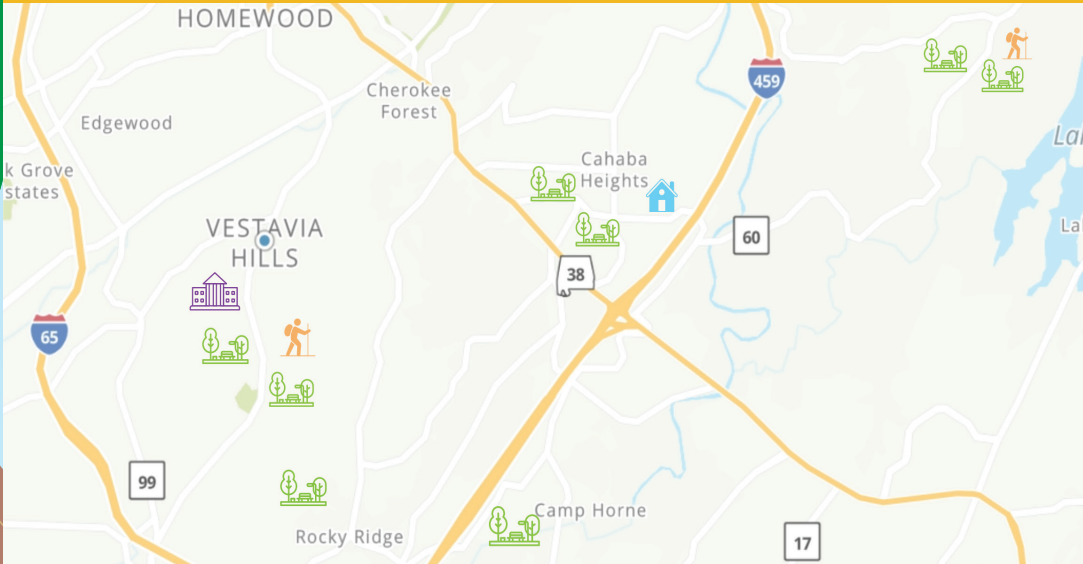 HOMEWOOD
Cherokee
Forest
459
Edgewood
k Grove
states
Cahaba
Heights
VESTAVIA
HILLS
60
38
65
99
Camp Horne
Rocky Ridge
17
La